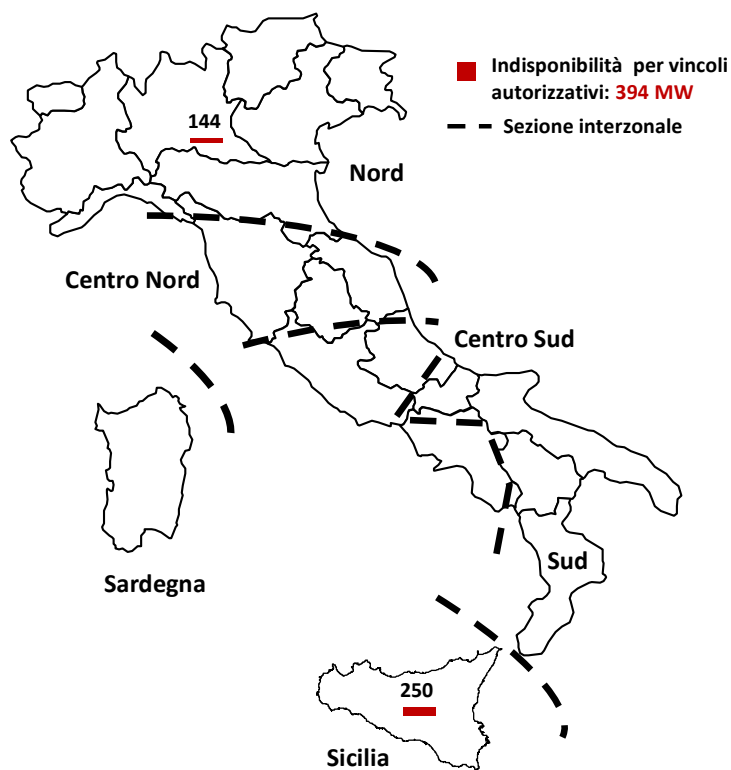 Indisponibilità per vincoli
autorizzativi: 394 MW
Sezione interzonale
144
Nord
Centro Nord
Centro Sud
Sardegna
Sud
250
Sicilia